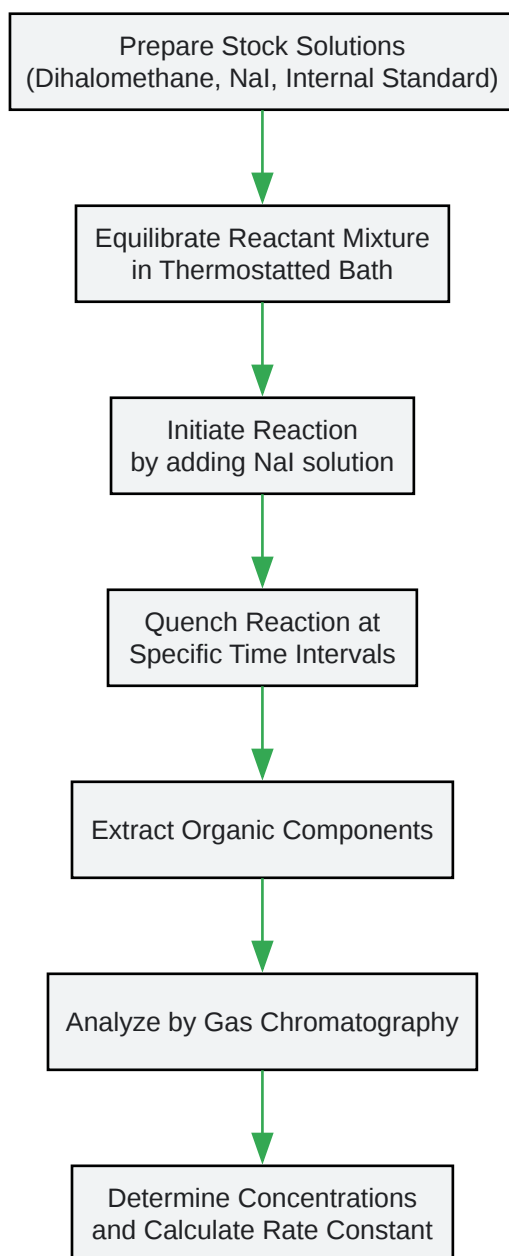 Prepare Stock Solutions
(Dihalomethane, NaI, Internal Standard)
Equilibrate Reactant Mixture
in Thermostatted Bath
Initiate Reaction
by adding NaI solution
Quench Reaction at
Specific Time Intervals
Extract Organic Components
Analyze by Gas Chromatography
Determine Concentrations
and Calculate Rate Constant